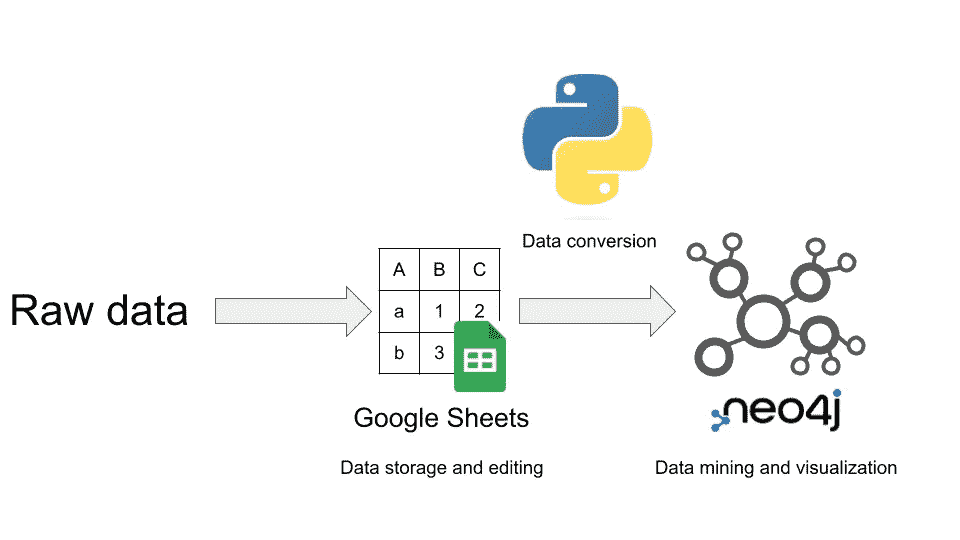 Data conversion
Raw data
A B C
a 1 2
b 3
Google Sheets
neo4j
Data storage and editing
Data mining and visualization